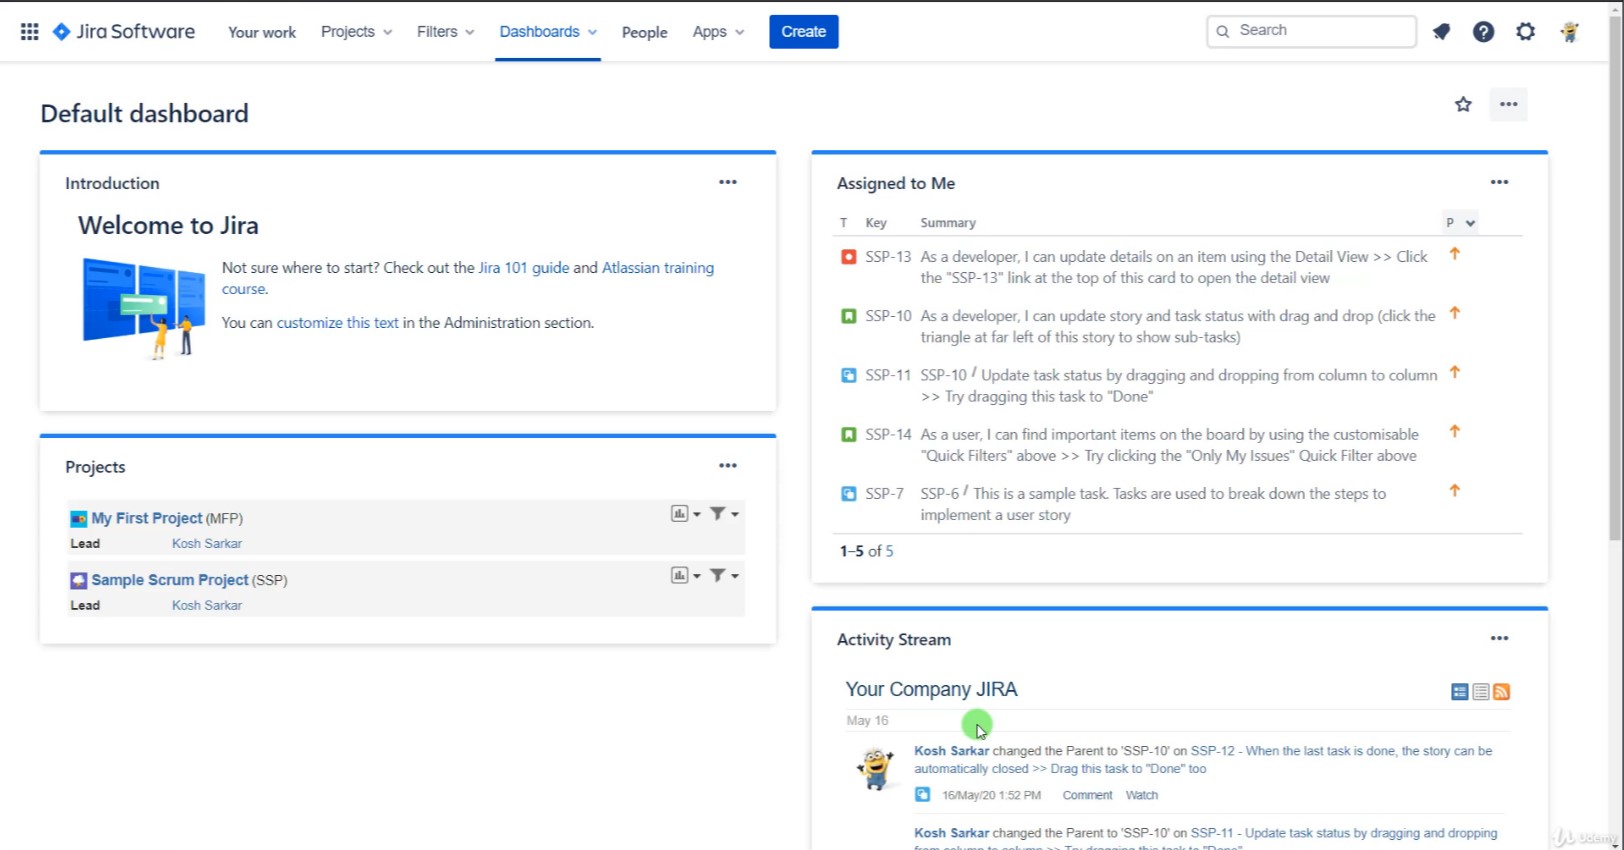 Jira Software Your work Projects Filters Dashboards People Apps Create Search
Default dashboard
Introduction
Welcome to Jira
Not sure where to start? Check out the Jira 101 guide and Atlassian training
course.
You can customize this text in the Administration section.
Projects
My First Project (MFP)
Lead Kosh Sarkar
Sample Scrum Project (SSP)
Lead Kosh Sarkar
Assigned to Me
T Key Summary P
SSP-13 As a developer, I can update details on an item using the Detail View >> Click
the "SSP-13" link at the top of this card to open the detail view
SSP-10 As a developer, I can update story and task status with drag and drop (click the
triangle at far left of this story to show sub-tasks)
SSP-11 SSP-10 / Update task status by dragging and dropping from column to column
>> Try dragging this task to "Done"
SSP-14 As a user, I can find important items on the board by using the customisable
"Quick Filters" above >> Try clicking the "Only My Issues" Quick Filter above
SSP-7 SSP-6 / This is a sample task. Tasks are used to break down the steps to
implement a user story
1–5 of 5
Activity Stream
Your Company JIRA
May 16
Kosh Sarkar changed the Parent to 'SSP-10' on SSP-12 - When the last task is done, the story can be
automatically closed >> Drag this task to "Done" too
16/May/20 1:52 PM Comment Watch
Kosh Sarkar changed the Parent to 'SSP-10' on SSP-11 - Update task status by dragging and dropping
from column to column >> Try dragging this task to "Done"
Udemy